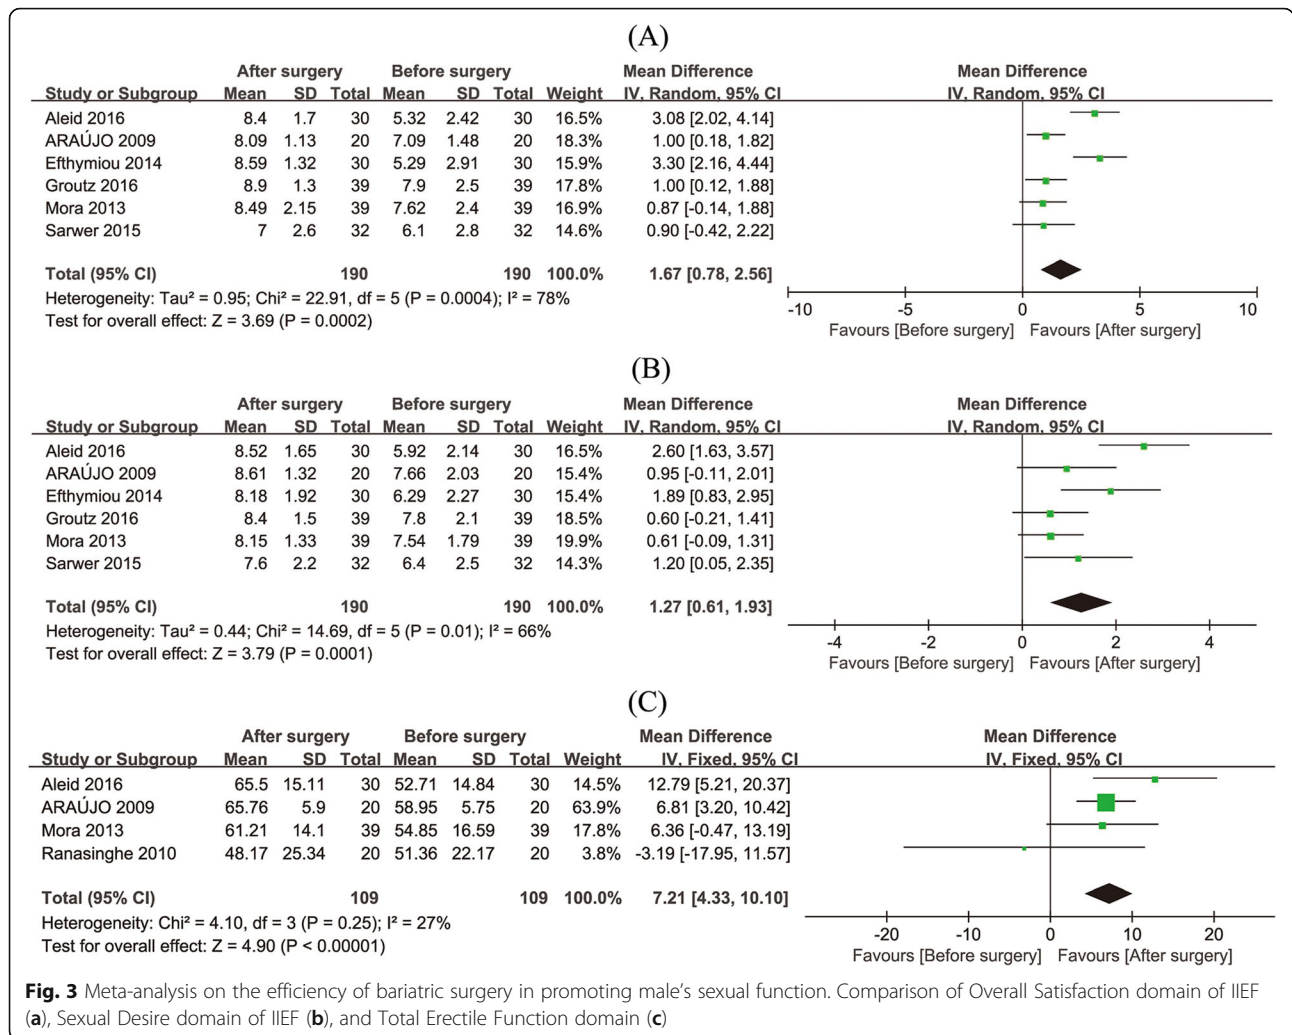 (A)
After surgery Before surgery Mean Difference Mean Difference
Study or Subgroup Mean SD Total Mean SD Total Weight IV, Random, 95% CI IV, Random, 95% CI
Aleid 2016 8.4 1.7 30 5.32 2.42 30 16.5% 3.08 [2.02, 4.14]
ARAÚJO 2009 8.09 1.13 20 7.09 1.48 20 18.3% 1.00 [0.18, 1.82]
Efthymiou 2014 8.59 1.32 30 5.29 2.91 30 15.9% 3.30 [2.16, 4.44]
Groutz 2016 8.9 1.3 39 7.9 2.5 39 17.8% 1.00 [0.12, 1.88]
Mora 2013 8.49 2.15 39 7.62 2.4 39 16.9% 0.87 [-0.14, 1.88]
Sarwer 2015 7 2.6 32 6.1 2.8 32 14.6% 0.90 [-0.42, 2.22]
Total (95% CI) 190 190 100.0% 1.67 [0.78, 2.56]
Heterogeneity: Tau² = 0.95; Chi² = 22.91, df = 5 (P = 0.0004); I² = 78%
Test for overall effect: Z = 3.69 (P = 0.0002)
-10 -5 0 5 10
Favours [Before surgery] Favours [After surgery]
(B)
After surgery Before surgery Mean Difference Mean Difference
Study or Subgroup Mean SD Total Mean SD Total Weight IV, Random, 95% CI IV, Random, 95% CI
Aleid 2016 8.52 1.65 30 5.92 2.14 30 16.5% 2.60 [1.63, 3.57]
ARAÚJO 2009 8.61 1.32 20 7.66 2.03 20 15.4% 0.95 [-0.11, 2.01]
Efthymiou 2014 8.18 1.92 30 6.29 2.27 30 15.4% 1.89 [0.83, 2.95]
Groutz 2016 8.4 1.5 39 7.8 2.1 39 18.5% 0.60 [-0.21, 1.41]
Mora 2013 8.15 1.33 39 7.54 1.79 39 19.9% 0.61 [-0.09, 1.31]
Sarwer 2015 7.6 2.2 32 6.4 2.5 32 14.3% 1.20 [0.05, 2.35]
Total (95% CI) 190 190 100.0% 1.27 [0.61, 1.93]
Heterogeneity: Tau² = 0.44; Chi² = 14.69, df = 5 (P = 0.01); I² = 66%
Test for overall effect: Z = 3.79 (P = 0.0001)
-4 -2 0 2 4
Favours [Before surgery] Favours [After surgery]
(C)
After surgery Before surgery Mean Difference Mean Difference
Study or Subgroup Mean SD Total Mean SD Total Weight IV, Fixed, 95% CI IV, Fixed, 95% CI
Aleid 2016 65.5 15.11 30 52.71 14.84 30 14.5% 12.79 [5.21, 20.37]
ARAÚJO 2009 65.76 5.9 20 58.95 5.75 20 63.9% 6.81 [3.20, 10.42]
Mora 2013 61.21 14.1 39 54.85 16.59 39 17.8% 6.36 [-0.47, 13.19]
Ranasinghe 2010 48.17 25.34 20 51.36 22.17 20 3.8% -3.19 [-17.95, 11.57]
Total (95% CI) 109 109 100.0% 7.21 [4.33, 10.10]
Heterogeneity: Chi² = 4.10, df = 3 (P = 0.25); I² = 27%
Test for overall effect: Z = 4.90 (P < 0.00001)
-20 -10 0 10 20
Favours [Before surgery] Favours [After surgery]
Fig. 3 Meta-analysis on the efficiency of bariatric surgery in promoting male's sexual function. Comparison of Overall Satisfaction domain of IIEF
(a), Sexual Desire domain of IIEF (b), and Total Erectile Function domain (c)